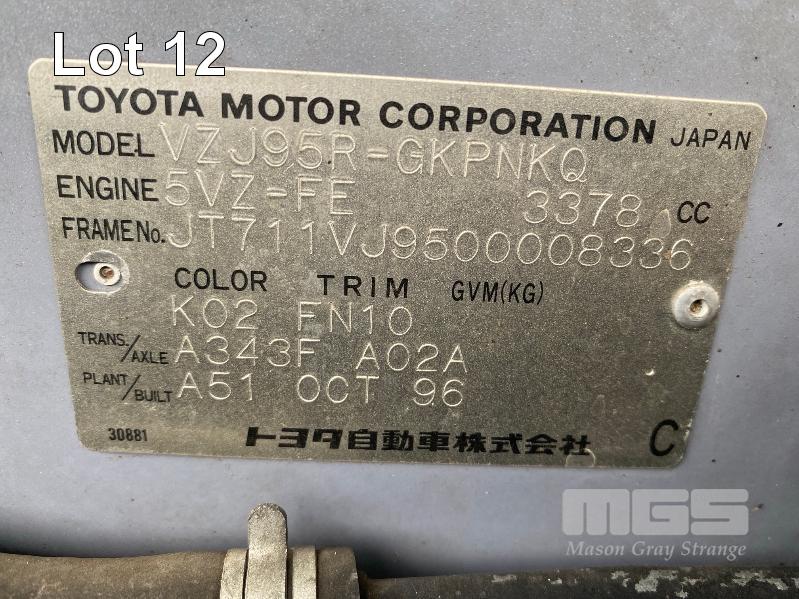 Lot 12
TOYOTA MOTOR CORPORATION JAPAN
MODEL VZJ95R-GKPNKQ
ENGINE 5VZ-FE 3378 CC
FRAME No. JT711VJ9500008336
COLOR TRIM GVM(KG)
K02 FN10
TRANS./AXLE A343F A02A
PLANT/BUILT A51 OCT 96
30881 トヨタ自動車株式会社 C
MGS
Mason Gray Strange